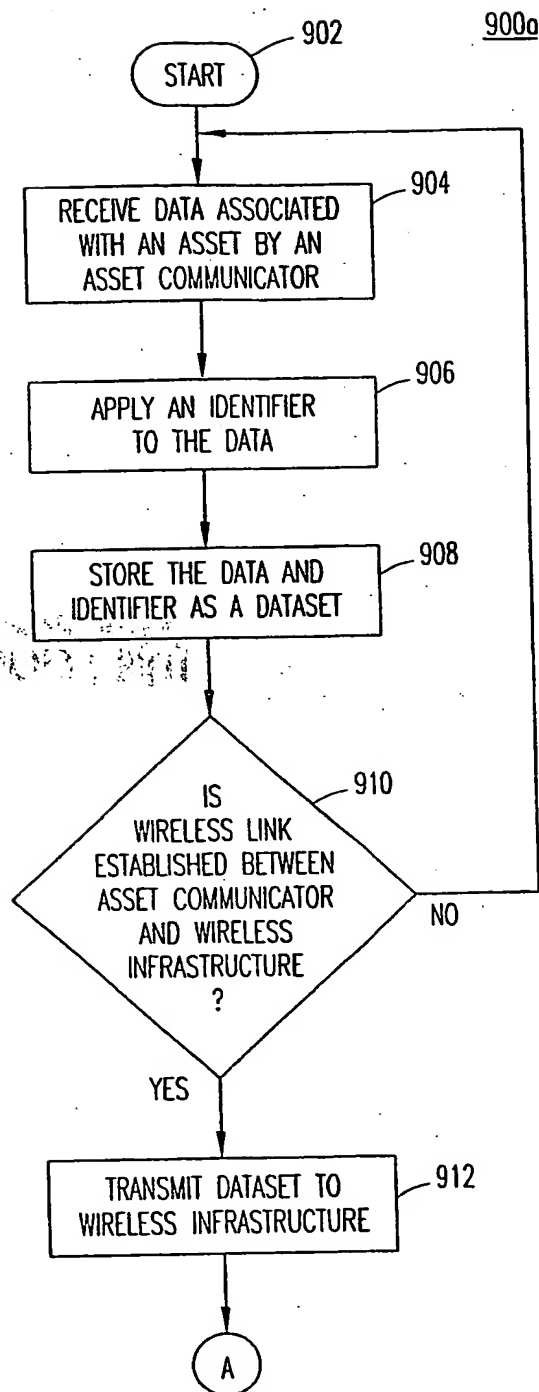 900a
902
START
904
RECEIVE DATA ASSOCIATED
WITH AN ASSET BY AN
ASSET COMMUNICATOR
906
APPLY AN IDENTIFIER
TO THE DATA
908
STORE THE DATA AND
IDENTIFIER AS A DATASET
910
IS
WIRELESS LINK
ESTABLISHED BETWEEN
ASSET COMMUNICATOR
AND WIRELESS
INFRASTRUCTURE
?
NO
YES
912
TRANSMIT DATASET TO
WIRELESS INFRASTRUCTURE
A